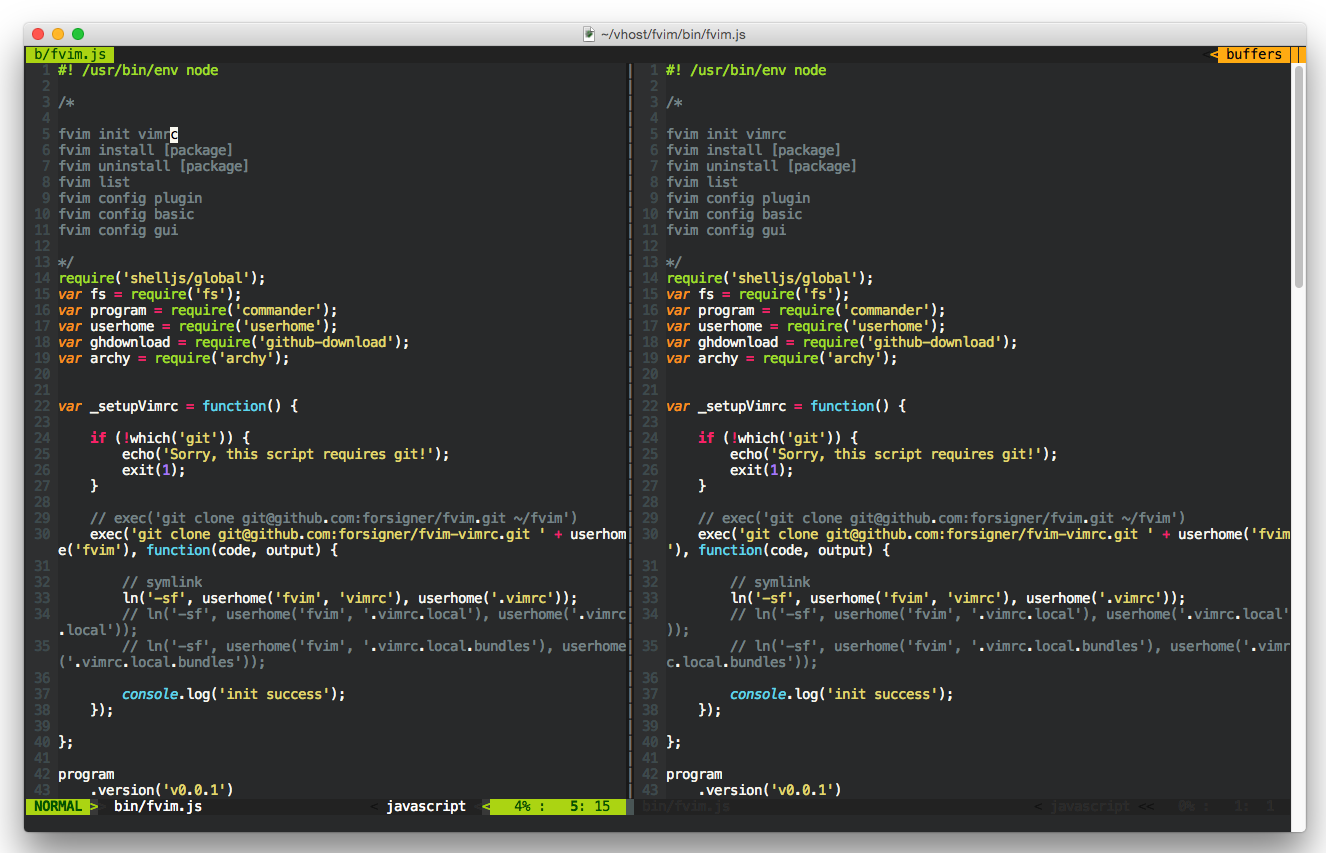 ~/vhost/fvim/bin/fvim.js
b/fvim.js
< buffers
1 #! /usr/bin/env node
2
3 /*
4
5 fvim init vimrc
6 fvim install [package]
7 fvim uninstall [package]
8 fvim list
9 fvim config plugin
10 fvim config basic
11 fvim config gui
12
13 */
14 require('shelljs/global');
15 var fs = require('fs');
16 var program = require('commander');
17 var userhome = require('userhome');
18 var ghdownload = require('github-download');
19 var archy = require('archy');
20
21
22 var _setupVimrc = function() {
23
24     if (!which('git')) {
25         echo('Sorry, this script requires git!');
26         exit(1);
27     }
28
29     // exec('git clone git@github.com:forsigner/fvim.git ~/fvim')
30     exec('git clone git@github.com:forsigner/fvim-vimrc.git ' + userhom
e('fvim'), function(code, output) {
31
32         // symlink
33         ln('-sf', userhome('fvim', 'vimrc'), userhome('.vimrc'));
34         // ln('-sf', userhome('fvim', '.vimrc.local'), userhome('.vimrc
.local'));
35         // ln('-sf', userhome('fvim', '.vimrc.local.bundles'), userhome
('.vimrc.local.bundles'));
36
37         console.log('init success');
38     });
39
40 };
41
42 program
43     .version('v0.0.1')
NORMAL > bin/fvim.js < javascript < 4% : 5: 15
1 #! /usr/bin/env node
2
3 /*
4
5 fvim init vimrc
6 fvim install [package]
7 fvim uninstall [package]
8 fvim list
9 fvim config plugin
10 fvim config basic
11 fvim config gui
12
13 */
14 require('shelljs/global');
15 var fs = require('fs');
16 var program = require('commander');
17 var userhome = require('userhome');
18 var ghdownload = require('github-download');
19 var archy = require('archy');
20
21
22 var _setupVimrc = function() {
23
24     if (!which('git')) {
25         echo('Sorry, this script requires git!');
26         exit(1);
27     }
28
29     // exec('git clone git@github.com:forsigner/fvim.git ~/fvim')
30     exec('git clone git@github.com:forsigner/fvim-vimrc.git ' + userhome('fvim
'), function(code, output) {
31
32         // symlink
33         ln('-sf', userhome('fvim', 'vimrc'), userhome('.vimrc'));
34         // ln('-sf', userhome('fvim', '.vimrc.local'), userhome('.vimrc.local'
));
35         // ln('-sf', userhome('fvim', '.vimrc.local.bundles'), userhome('.vimr
c.local.bundles'));
36
37         console.log('init success');
38     });
39
40 };
41
42 program
43     .version('v0.0.1')
bin/fvim.js < javascript << 0% : 1: 1